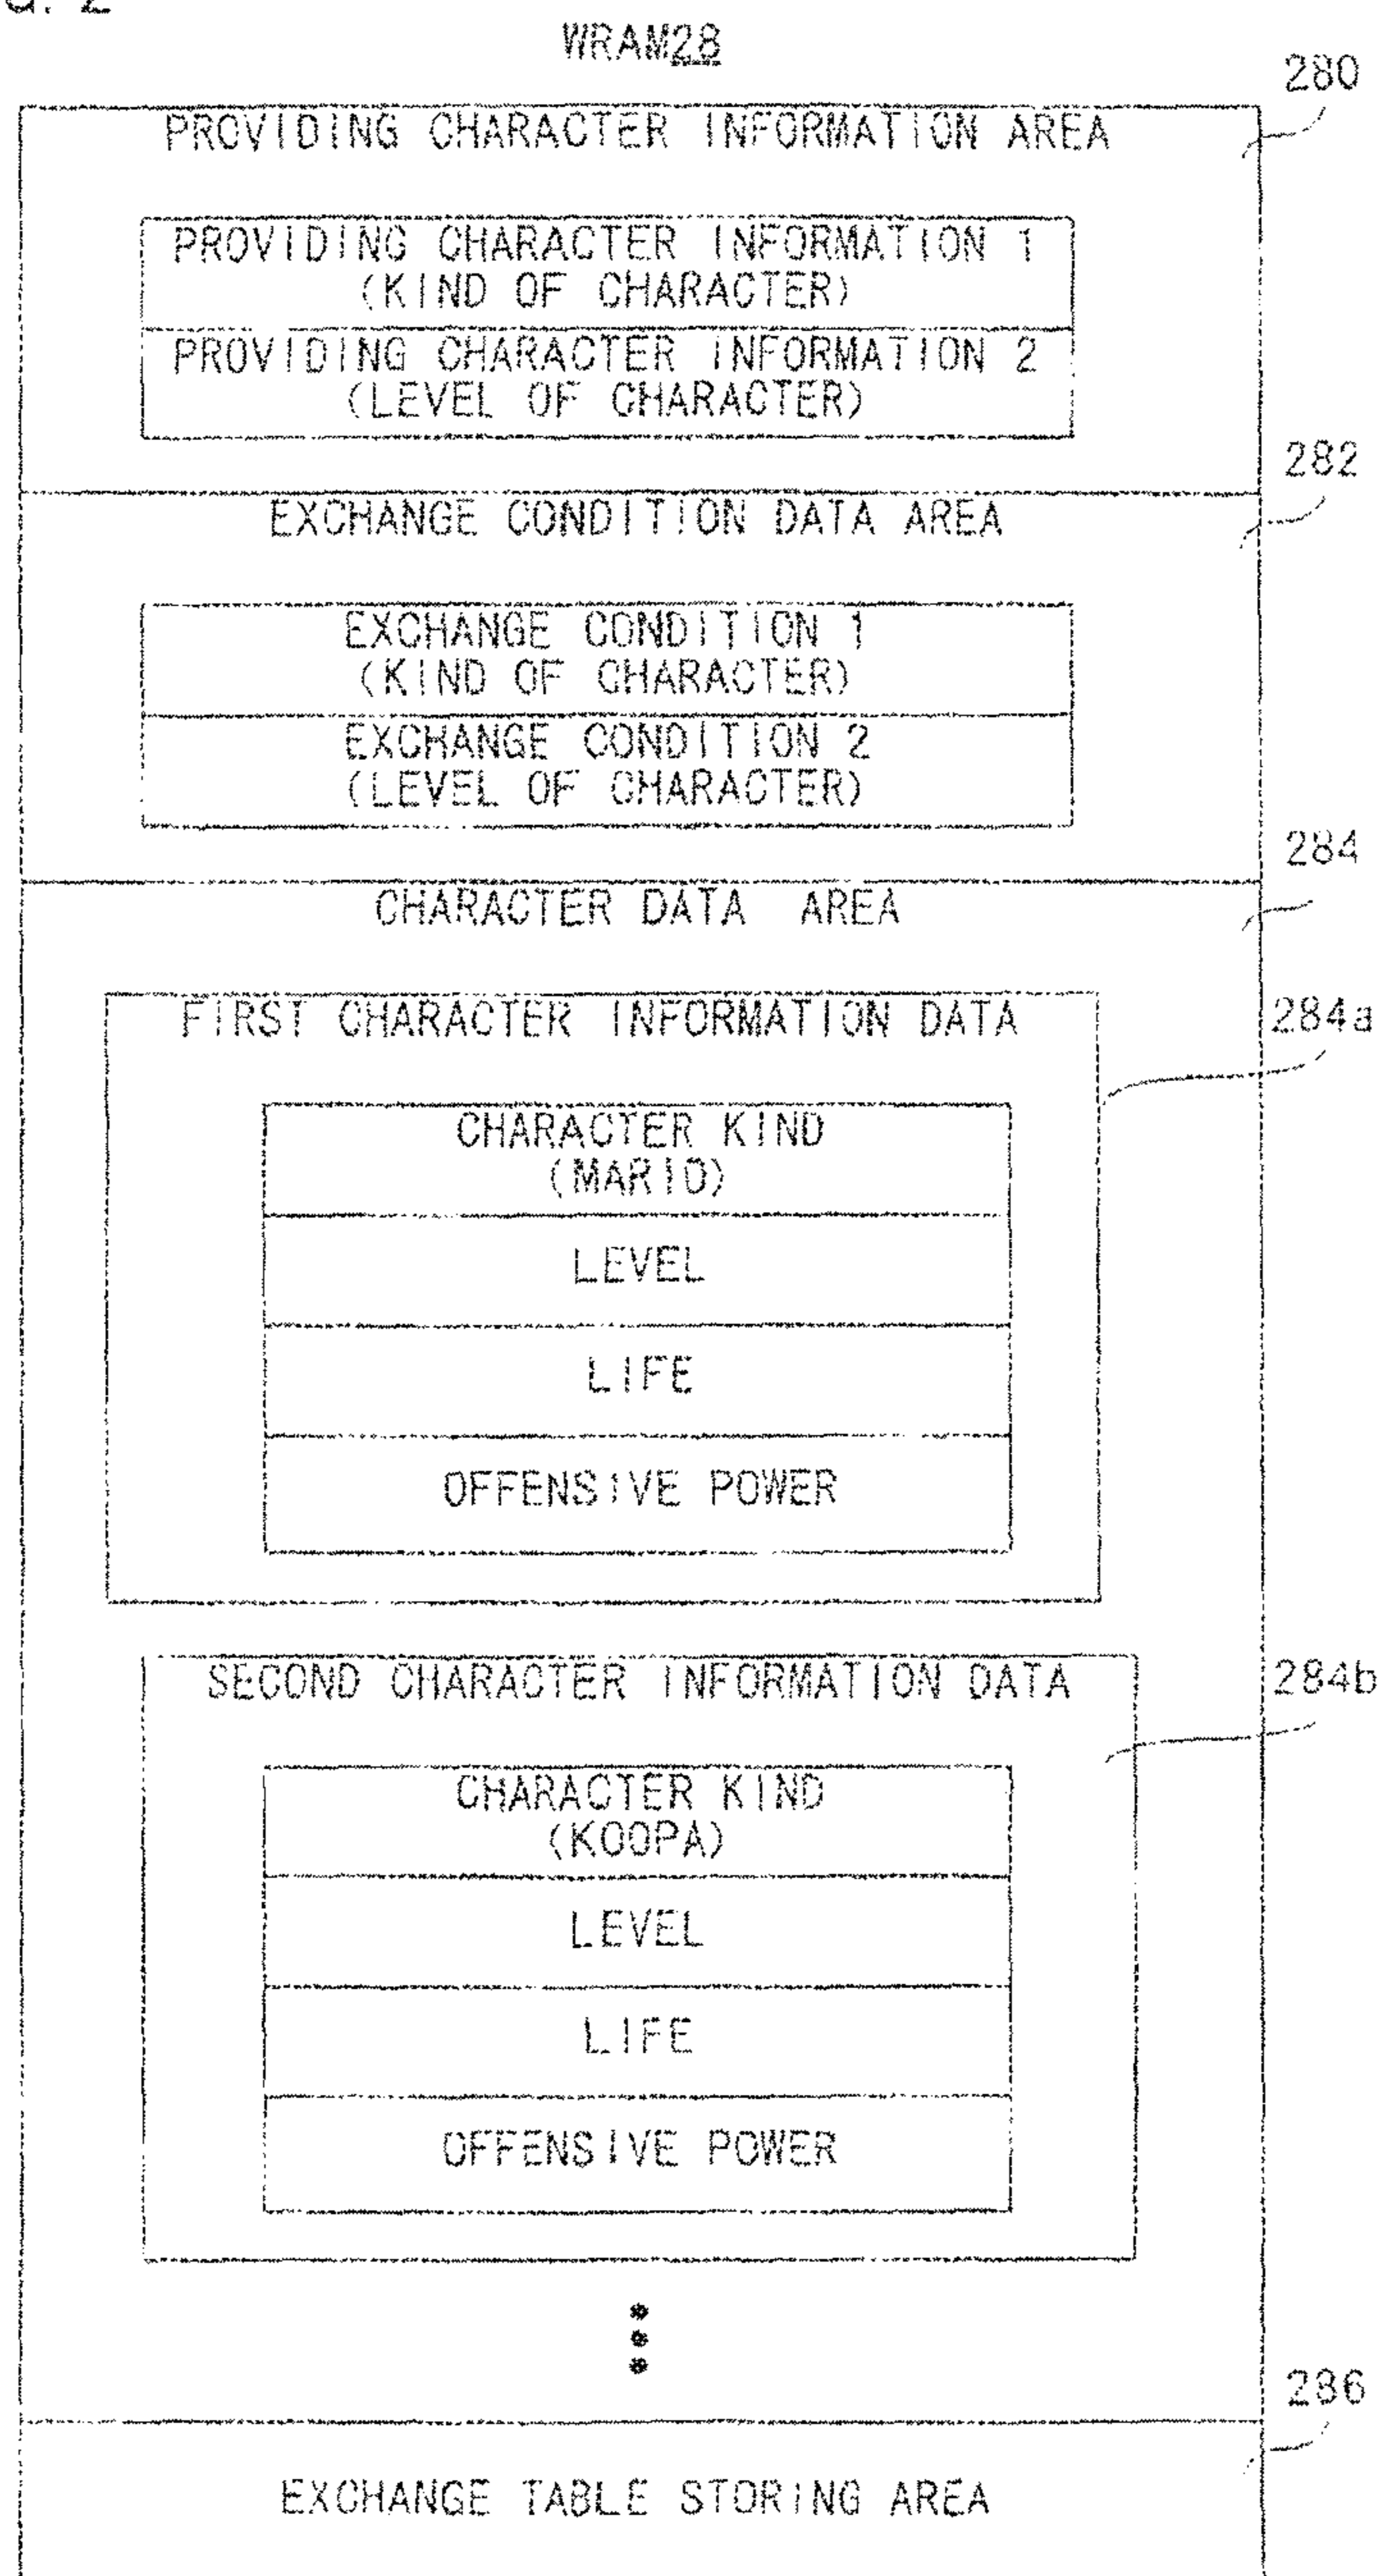 WRAM28
280
PROVIDING CHARACTER INFORMATION AREA
PROVIDING CHARACTER INFORMATION 1
(KIND OF CHARACTER)
PROVIDING CHARACTER INFORMATION 2
(LEVEL OF CHARACTER)
282
EXCHANGE CONDITION DATA AREA
EXCHANGE CONDITION 1
(KIND OF CHARACTER)
EXCHANGE CONDITION 2
(LEVEL OF CHARACTER)
284
CHARACTER DATA AREA
FIRST CHARACTER INFORMATION DATA
284a
CHARACTER KIND
(MARIO)
LEVEL
LIFE
OFFENSIVE POWER
SECOND CHARACTER INFORMATION DATA
284b
CHARACTER KIND
(KOOPA)
LEVEL
LIFE
OFFENSIVE POWER
286
EXCHANGE TABLE STORING AREA